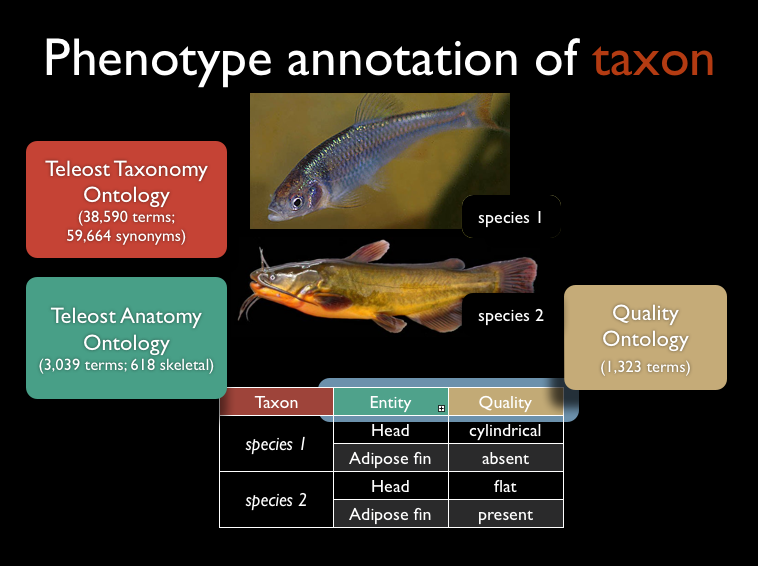 Phenotype annotation of taxon
Teleost Taxonomy
Ontology
(38,590 terms;
59,664 synonyms)
species 1
Teleost Anatomy
Ontology
(3,039 terms; 618 skeletal)
species 2
Quality
Ontology
(1,323 terms)
Taxon Entity Quality
species 1 Head cylindrical
Adipose fin absent
species 2 Head flat
Adipose fin present